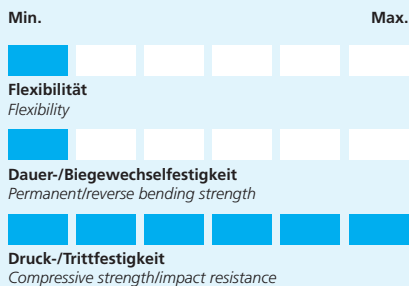 Min. Max.
Flexibilität
Flexibility
Dauer-/Biegewechselfestigkeit
Permanent/reverse bending strength
Druck-/Trittfestigkeit
Compressive strength/impact resistance